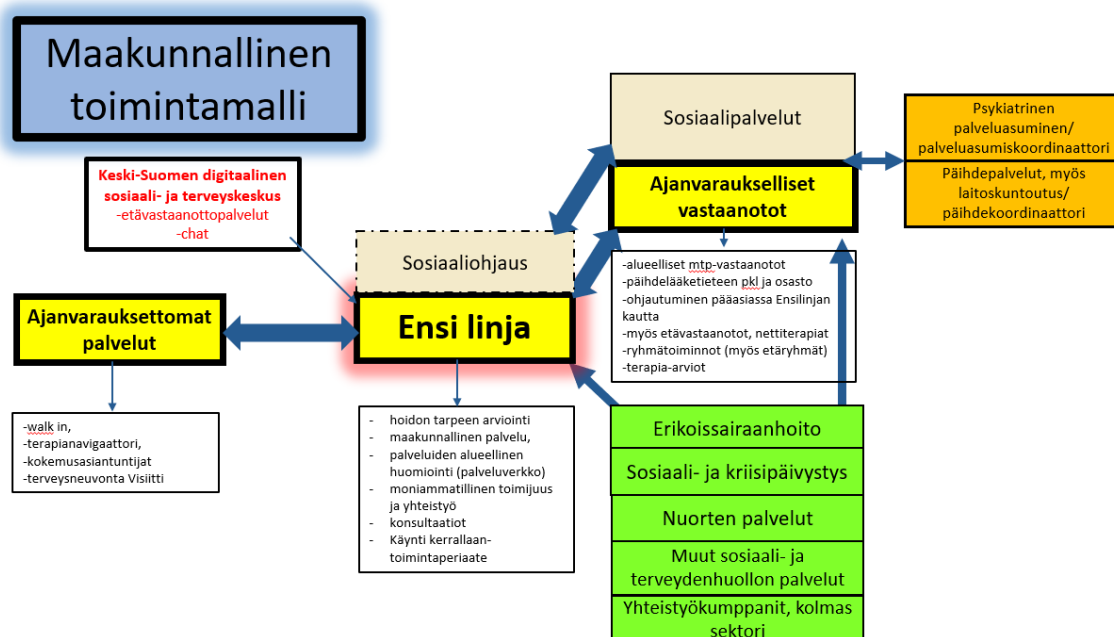 Maakunnallinen
toimintamalli
Keski-Suomen digitaalinen
sosiaali- ja terveyskeskus
-etävastaanottopalvelut
-chat
Sosiaalipalvelut
Ajanvaraukselliset
vastaanotot
Psykiatrinen
palveluasuminen/
palveluasumiskoordinaattori
Päihdepalvelut, myös
laitoskuntoutus/
päihdekoordinaattori
Sosiaaliohjaus
Ensi linja
Ajanvarauksettomat
palvelut
-alueelliset mtp-vastaanotot
-päihdelääketieteen pkl ja osasto
-ohjautuminen pääasiassa Ensilinjan
kautta
-myös etävastaanotot, nettiterapiat
-ryhmätoiminnot (myös etäryhmät)
-terapia-arviot
-walk in,
-terapianavigaattori,
-kokemusasiantuntijat
-terveysneuvonta Visiitti
- hoidon tarpeen arviointi
- maakunnallinen palvelu,
- palveluiden alueellinen
huomiointi (palveluverkko)
- moniammatillinen toimijuus
ja yhteistyö
- konsultaatiot
- Käynti kerrallaan-
toimintaperiaate
Erikoissairaanhoito
Sosiaali- ja kriisipäivystys
Nuorten palvelut
Muut sosiaali- ja
terveydenhuollon palvelut
Yhteistyökumppanit, kolmas
sektori